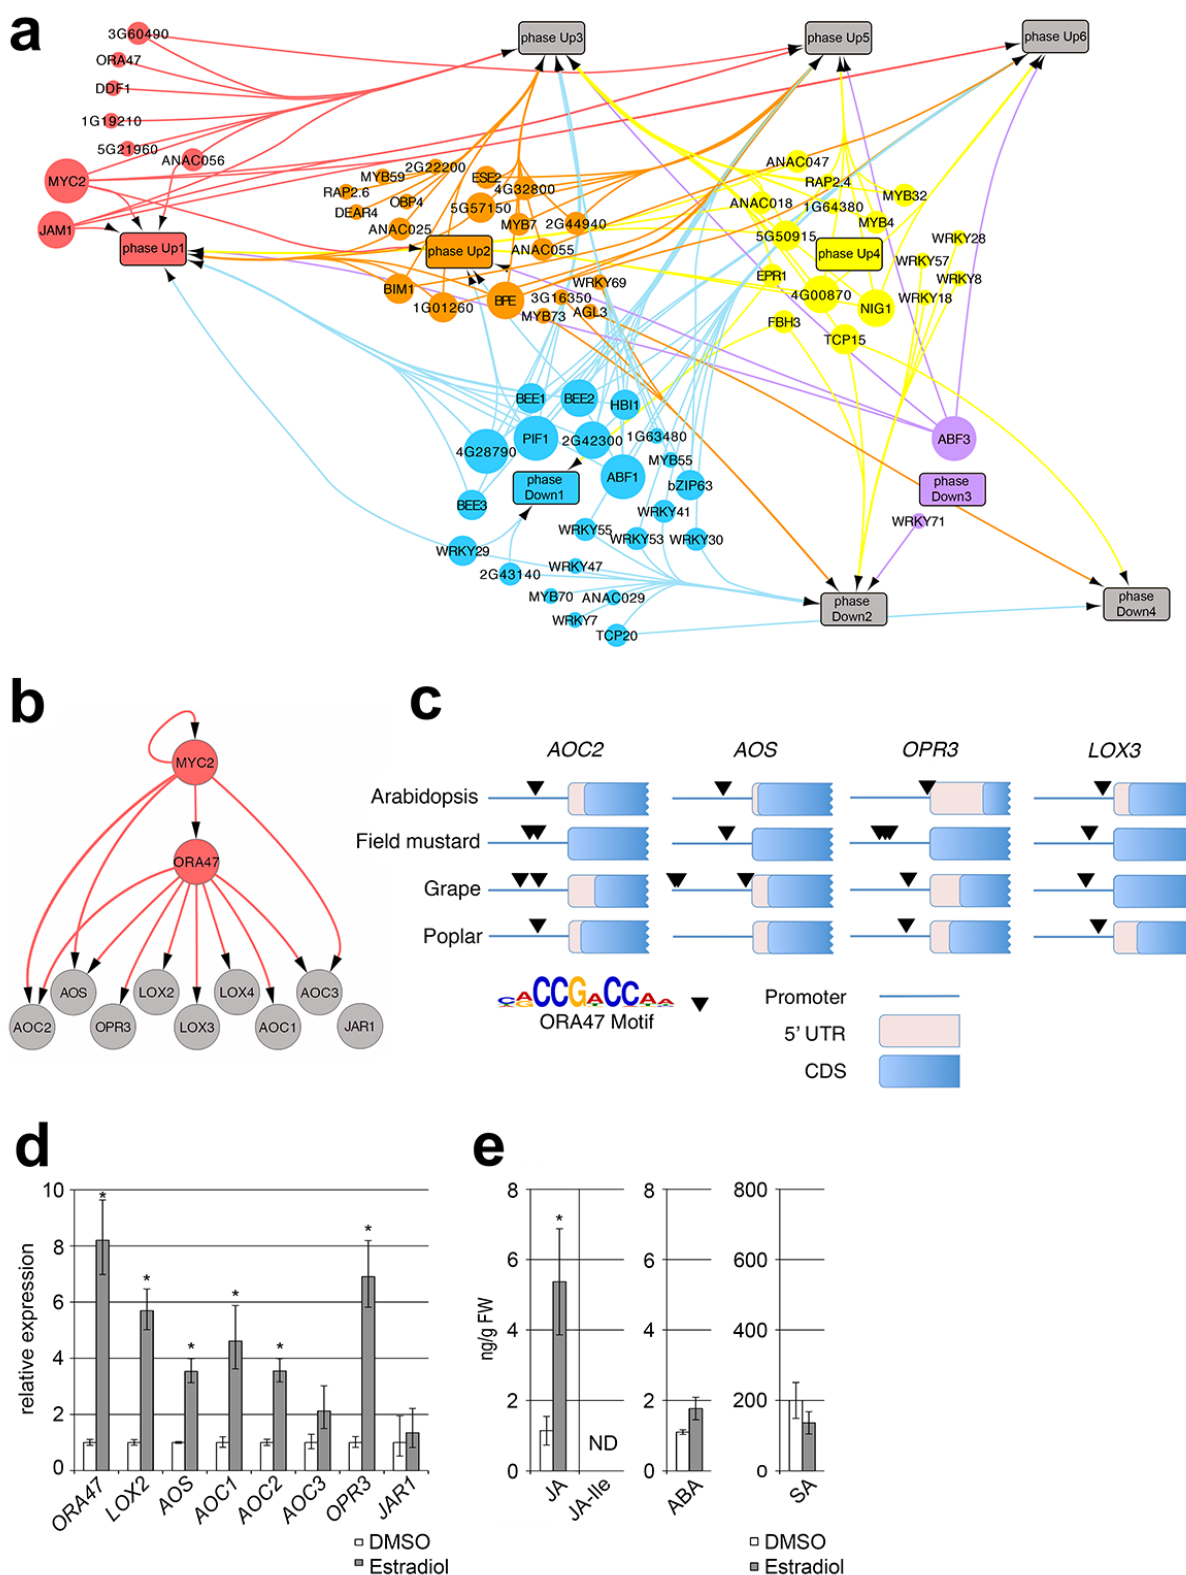 a
3G60490
ORA47
DDF1
1G19210
5G21960
ANAC056
MYC2
JAM1
phase Up1
phase Up3
phase Up5
phase Up6
2G22200
MYB59
RAP2.6
OBP4
DEAR4
ANAC025
ESE2
4G32800
5G57150
MYB7
2G44940
ANAC055
phase Up2
BIM1
1G01260
BPE
3G16350
WRKY69
MYB73
AGL3
ANAC047
RAP2.4
MYB32
ANAC018
1G64380
MYB4
5G50915
phase Up4
WRKY28
WRKY57
EPR1
WRKY8
4G00870
NIG1
WRKY18
FBH3
TCP15
BEE1
BEE2
HBI1
4G28790
PIF1
2G42300
1G63480
MYB55
ABF1
bZIP63
BEE3
phase
Down1
WRKY41
WRKY55
WRKY53
WRKY30
WRKY29
2G43140
WRKY47
MYB70
ANAC029
WRKY7
TCP20
ABF3
phase
Down3
WRKY71
phase
Down2
phase
Down4
b
MYC2
ORA47
AOS
LOX2
LOX4
AOC3
AOC2
OPR3
LOX3
AOC1
JAR1
c
AOC2 AOS OPR3 LOX3
Arabidopsis
Field mustard
Grape
Poplar
ORA47 Motif
Promoter
5' UTR
CDS
d
relative expression
10
8
6
4
2
0
ORA47 LOX2 AOS AOC1 AOC2 AOC3 OPR3 JAR1
* * * * * *
DMSO
Estradiol
e
ng/g FW
8
6
4
2
0
*
ND
JA JA-Ile
8
6
4
2
0
ABA
800
600
400
200
0
SA
DMSO
Estradiol